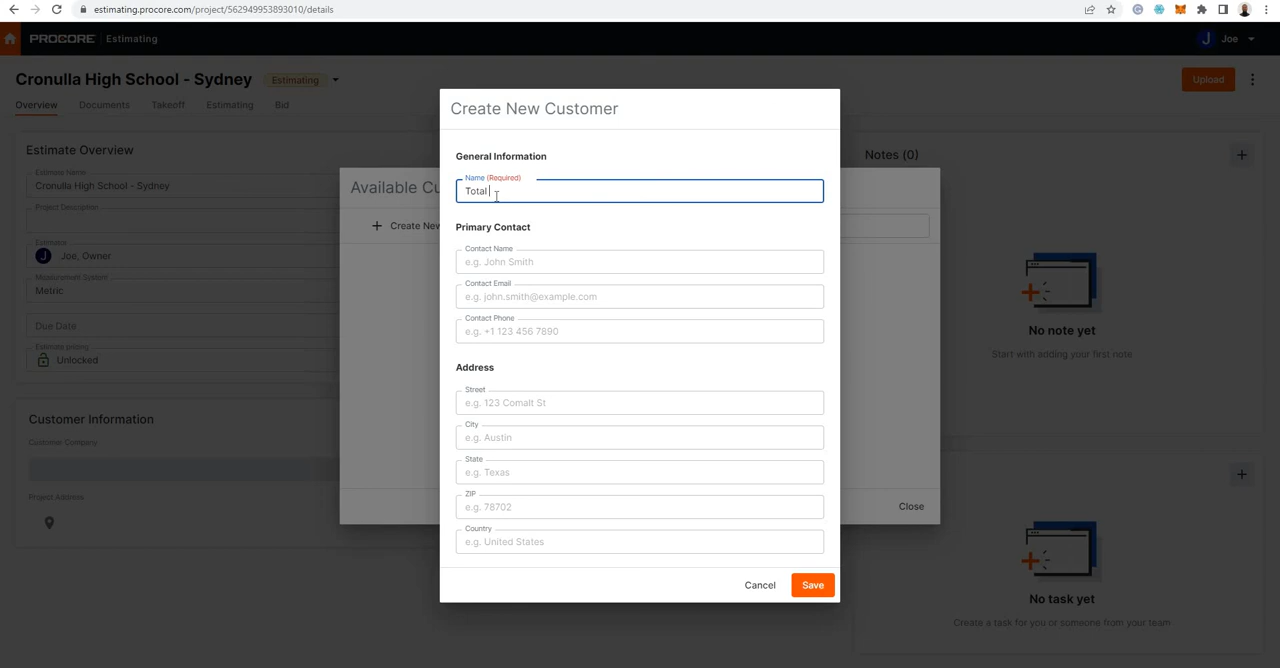 estimating.procore.com/project/562949953893010/details
PROCORE Estimating
J Joe
Cronulla High School - Sydney Estimating
Upload
Overview Documents Takeoff Estimating Bid
Estimate Overview
Estimate Name
Cronulla High School - Sydney
Project Description
Estimator
J Joe, Owner
Measurement System
Metric
Due Date
Estimate pricing
Unlocked
Customer Information
Customer Company
Project Address
Available Cu
Create New
Close
Create New Customer
General Information
Name (Required)
Total
Primary Contact
Contact Name
e.g. John Smith
Contact Email
e.g. john.smith@example.com
Contact Phone
e.g. +1 123 456 7890
Address
Street
e.g. 123 Comalt St
City
e.g. Austin
State
e.g. Texas
ZIP
e.g. 78702
Country
e.g. United States
Cancel Save
Notes (0)
No note yet
Start with adding your first note
No task yet
Create a task for you or someone from your team